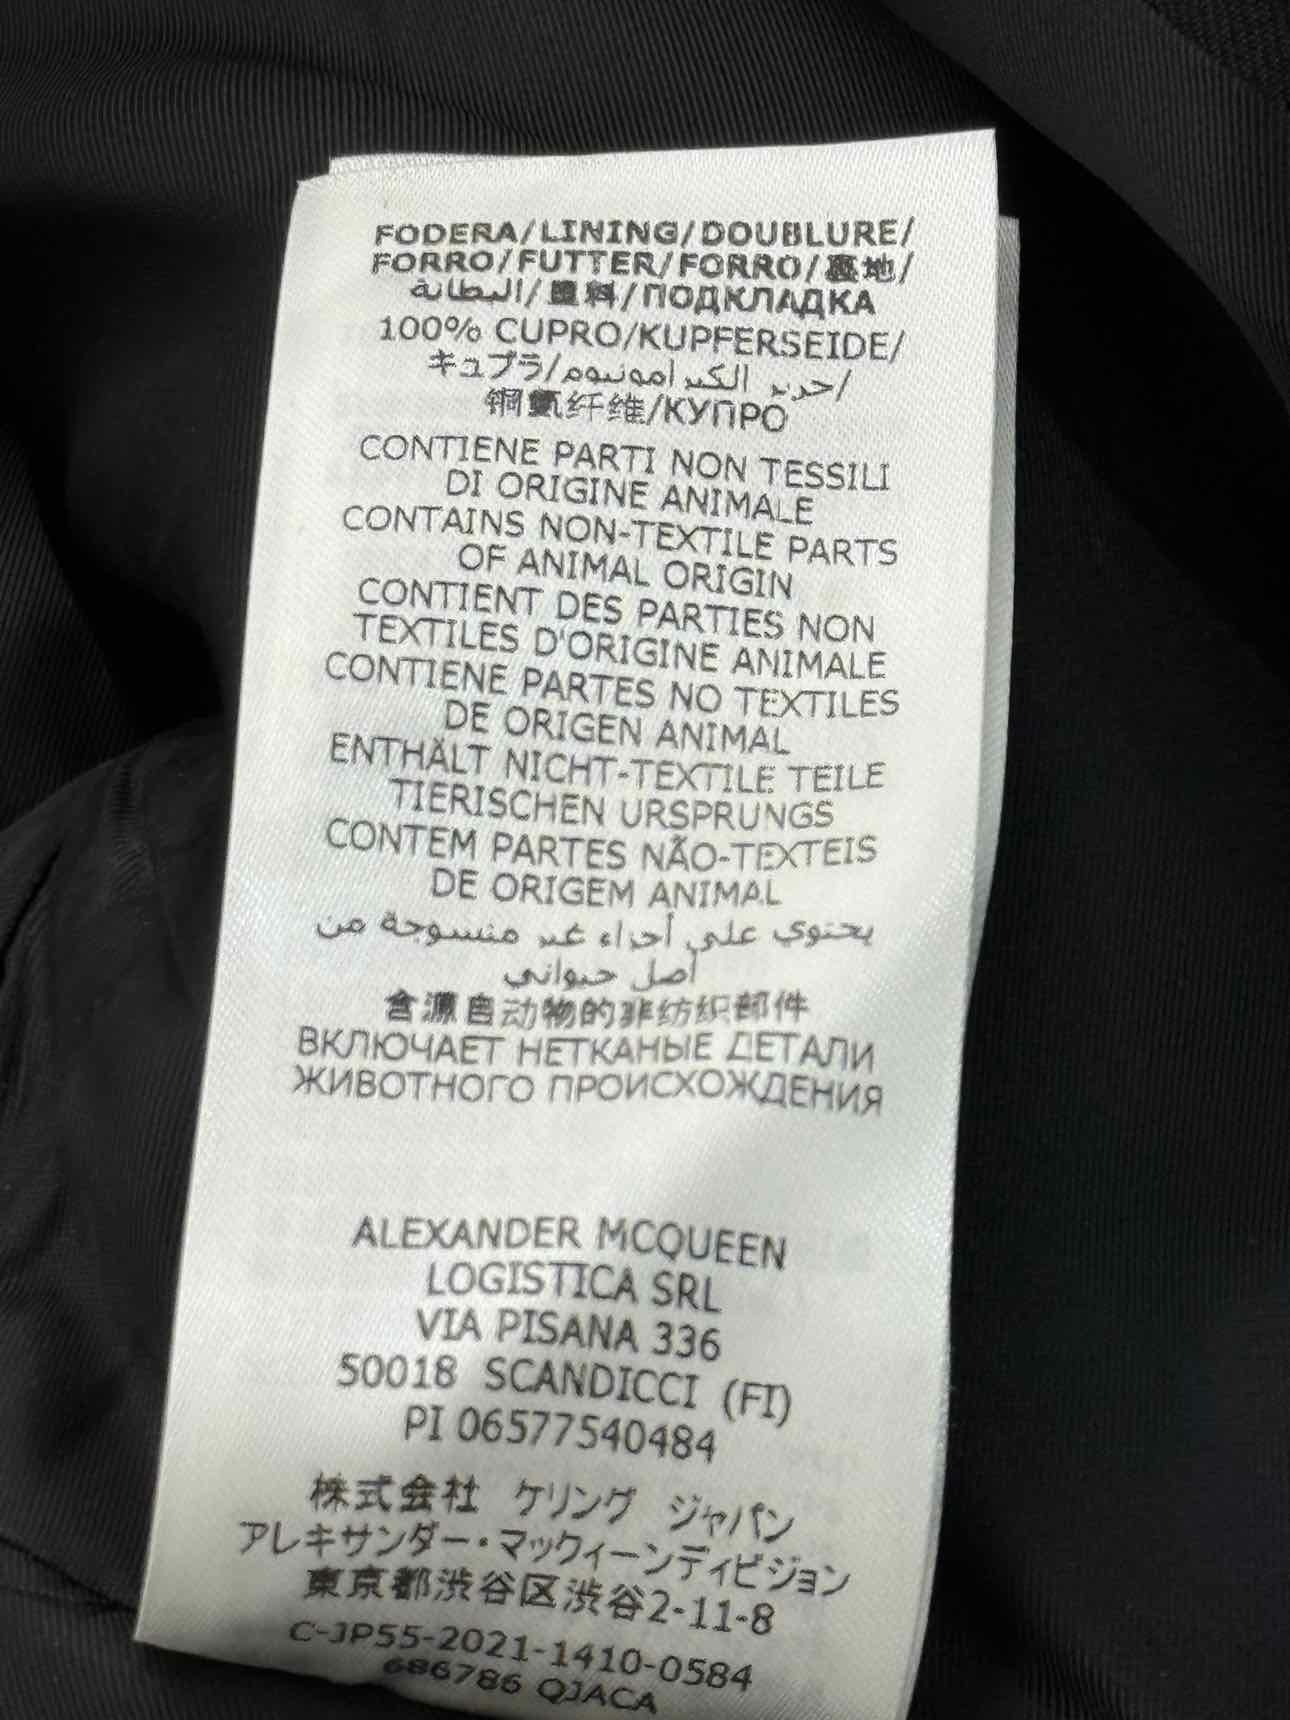 FODERA/LINING/DOUBLURE/
FORRO/FUTTER/FORRO/裏地/
البطانة/里料/ПОДКЛАДКА
100% CUPRO/KUPFERSEIDE/
キュプラ/حرير الكبرامونيوم/
铜氨纤维/КУПРО
CONTIENE PARTI NON TESSILI
DI ORIGINE ANIMALE
CONTAINS NON-TEXTILE PARTS
OF ANIMAL ORIGIN
CONTIENT DES PARTIES NON
TEXTILES D'ORIGINE ANIMALE
CONTIENE PARTES NO TEXTILES
DE ORIGEN ANIMAL
ENTHÄLT NICHT-TEXTILE TEILE
TIERISCHEN URSPRUNGS
CONTEM PARTES NÃO-TEXTEIS
DE ORIGEM ANIMAL
يحتوي على أجزاء غير منسوجة من
أصل حيواني
含源自动物的非纺织部件
ВКЛЮЧАЕТ НЕТКАНЫЕ ДЕТАЛИ
ЖИВОТНОГО ПРОИСХОЖДЕНИЯ
ALEXANDER MCQUEEN
LOGISTICA SRL
VIA PISANA 336
50018 SCANDICCI (FI)
PI 06577540484
株式会社 ケリング ジャパン
アレキサンダー・マックィーンディビジョン
東京都渋谷区渋谷2-11-8
C-JP55-2021-1410-0584
686786 QJACA